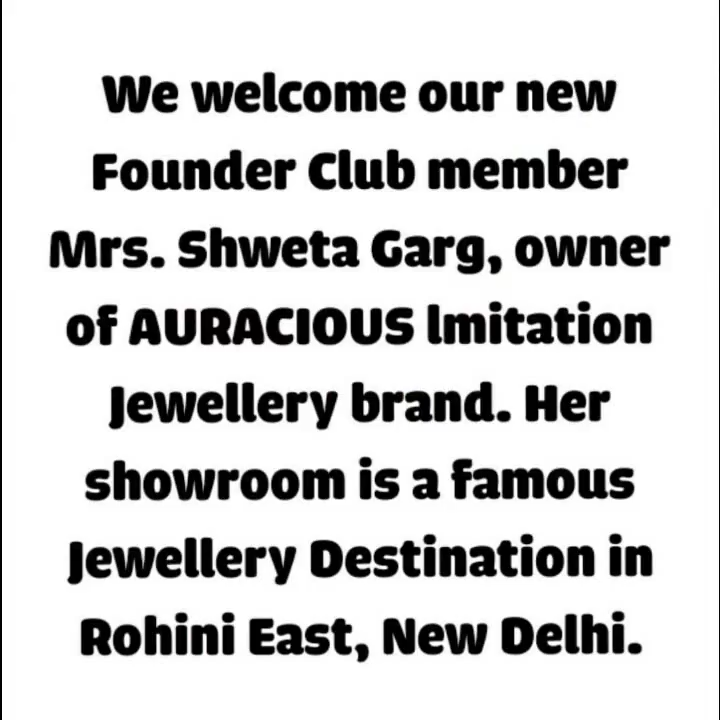 We welcome our new
Founder Club member
Mrs. Shweta Garg, owner
of AURACIOUS lmitation
Jewellery brand. Her
showroom is a famous
Jewellery Destination in
Rohini East, New Delhi.